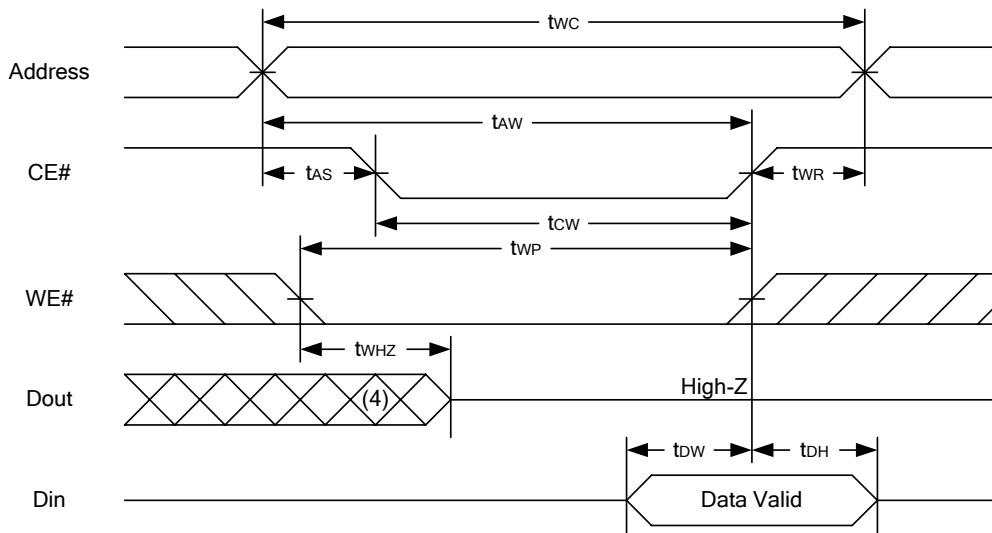 tWC
Address
tAW
CE#
tAS
tWR
tCW
tWP
WE#
tWHZ
Dout
(4)
High-Z
tDW
tDH
Din
Data Valid